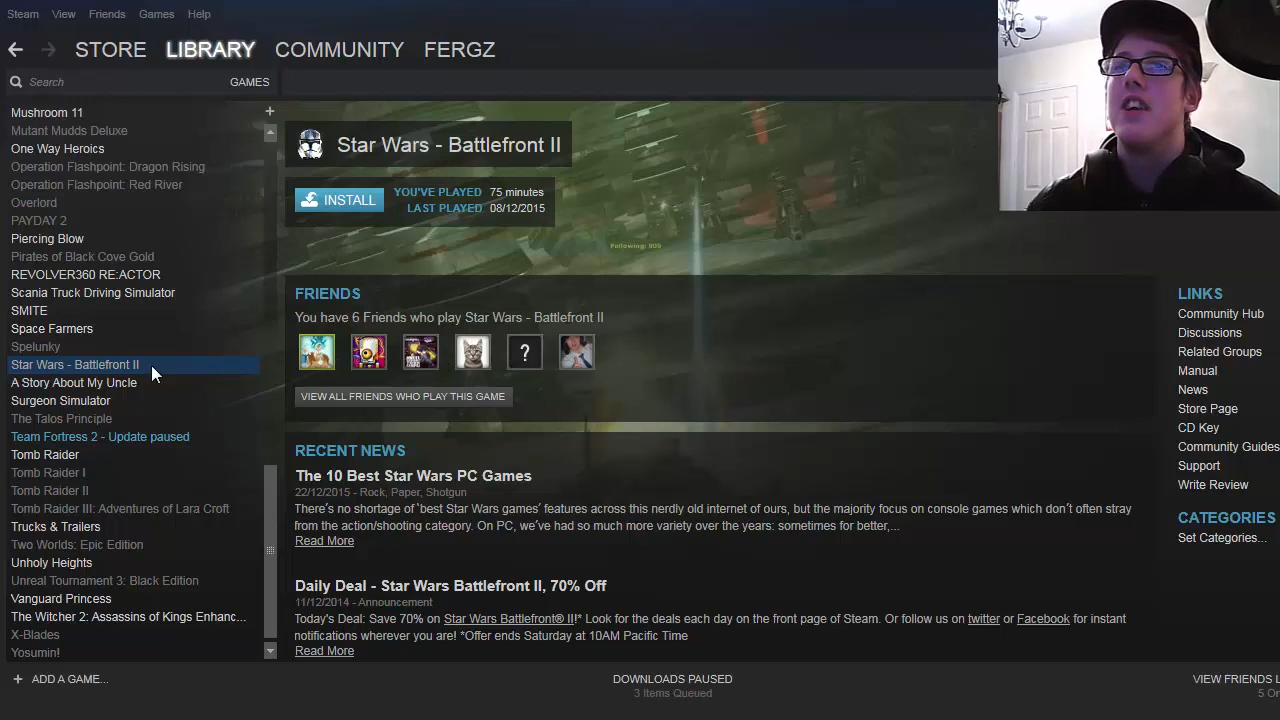 Steam View Friends Games Help
STORE LIBRARY COMMUNITY FERGZ
Search GAMES
Mushroom 11
Mutant Mudds Deluxe
One Way Heroics
Operation Flashpoint: Dragon Rising
Operation Flashpoint: Red River
Overlord
PAYDAY 2
Piercing Blow
Pirates of Black Cove Gold
REVOLVER360 RE:ACTOR
Scania Truck Driving Simulator
SMITE
Space Farmers
Spelunky
Star Wars - Battlefront II
A Story About My Uncle
Surgeon Simulator
The Talos Principle
Team Fortress 2 - Update paused
Tomb Raider
Tomb Raider I
Tomb Raider II
Tomb Raider III: Adventures of Lara Croft
Trucks & Trailers
Two Worlds: Epic Edition
Unholy Heights
Unreal Tournament 3: Black Edition
Vanguard Princess
The Witcher 2: Assassins of Kings Enhanc...
X-Blades
Yosumin!
+ ADD A GAME...
Star Wars - Battlefront II
INSTALL
YOU'VE PLAYED 75 minutes
LAST PLAYED 08/12/2015
Following: 909
FRIENDS
You have 6 Friends who play Star Wars - Battlefront II
?
VIEW ALL FRIENDS WHO PLAY THIS GAME
RECENT NEWS
The 10 Best Star Wars PC Games
22/12/2015 - Rock, Paper, Shotgun
There's no shortage of 'best Star Wars games' features across this nerdly old internet of ours, but the majority focus on console games which don't often stray
from the action/shooting category. On PC, we've had so much more variety over the years: sometimes for better,...
Read More
Daily Deal - Star Wars Battlefront II, 70% Off
11/12/2014 - Announcement
Today's Deal: Save 70% on Star Wars Battlefront® II!* Look for the deals each day on the front page of Steam. Or follow us on twitter or Facebook for instant
notifications wherever you are! *Offer ends Saturday at 10AM Pacific Time
Read More
LINKS
Community Hub
Discussions
Related Groups
Manual
News
Store Page
CD Key
Community Guides
Support
Write Review
CATEGORIES
Set Categories...
DOWNLOADS PAUSED
3 Items Queued
VIEW FRIENDS L
5 On